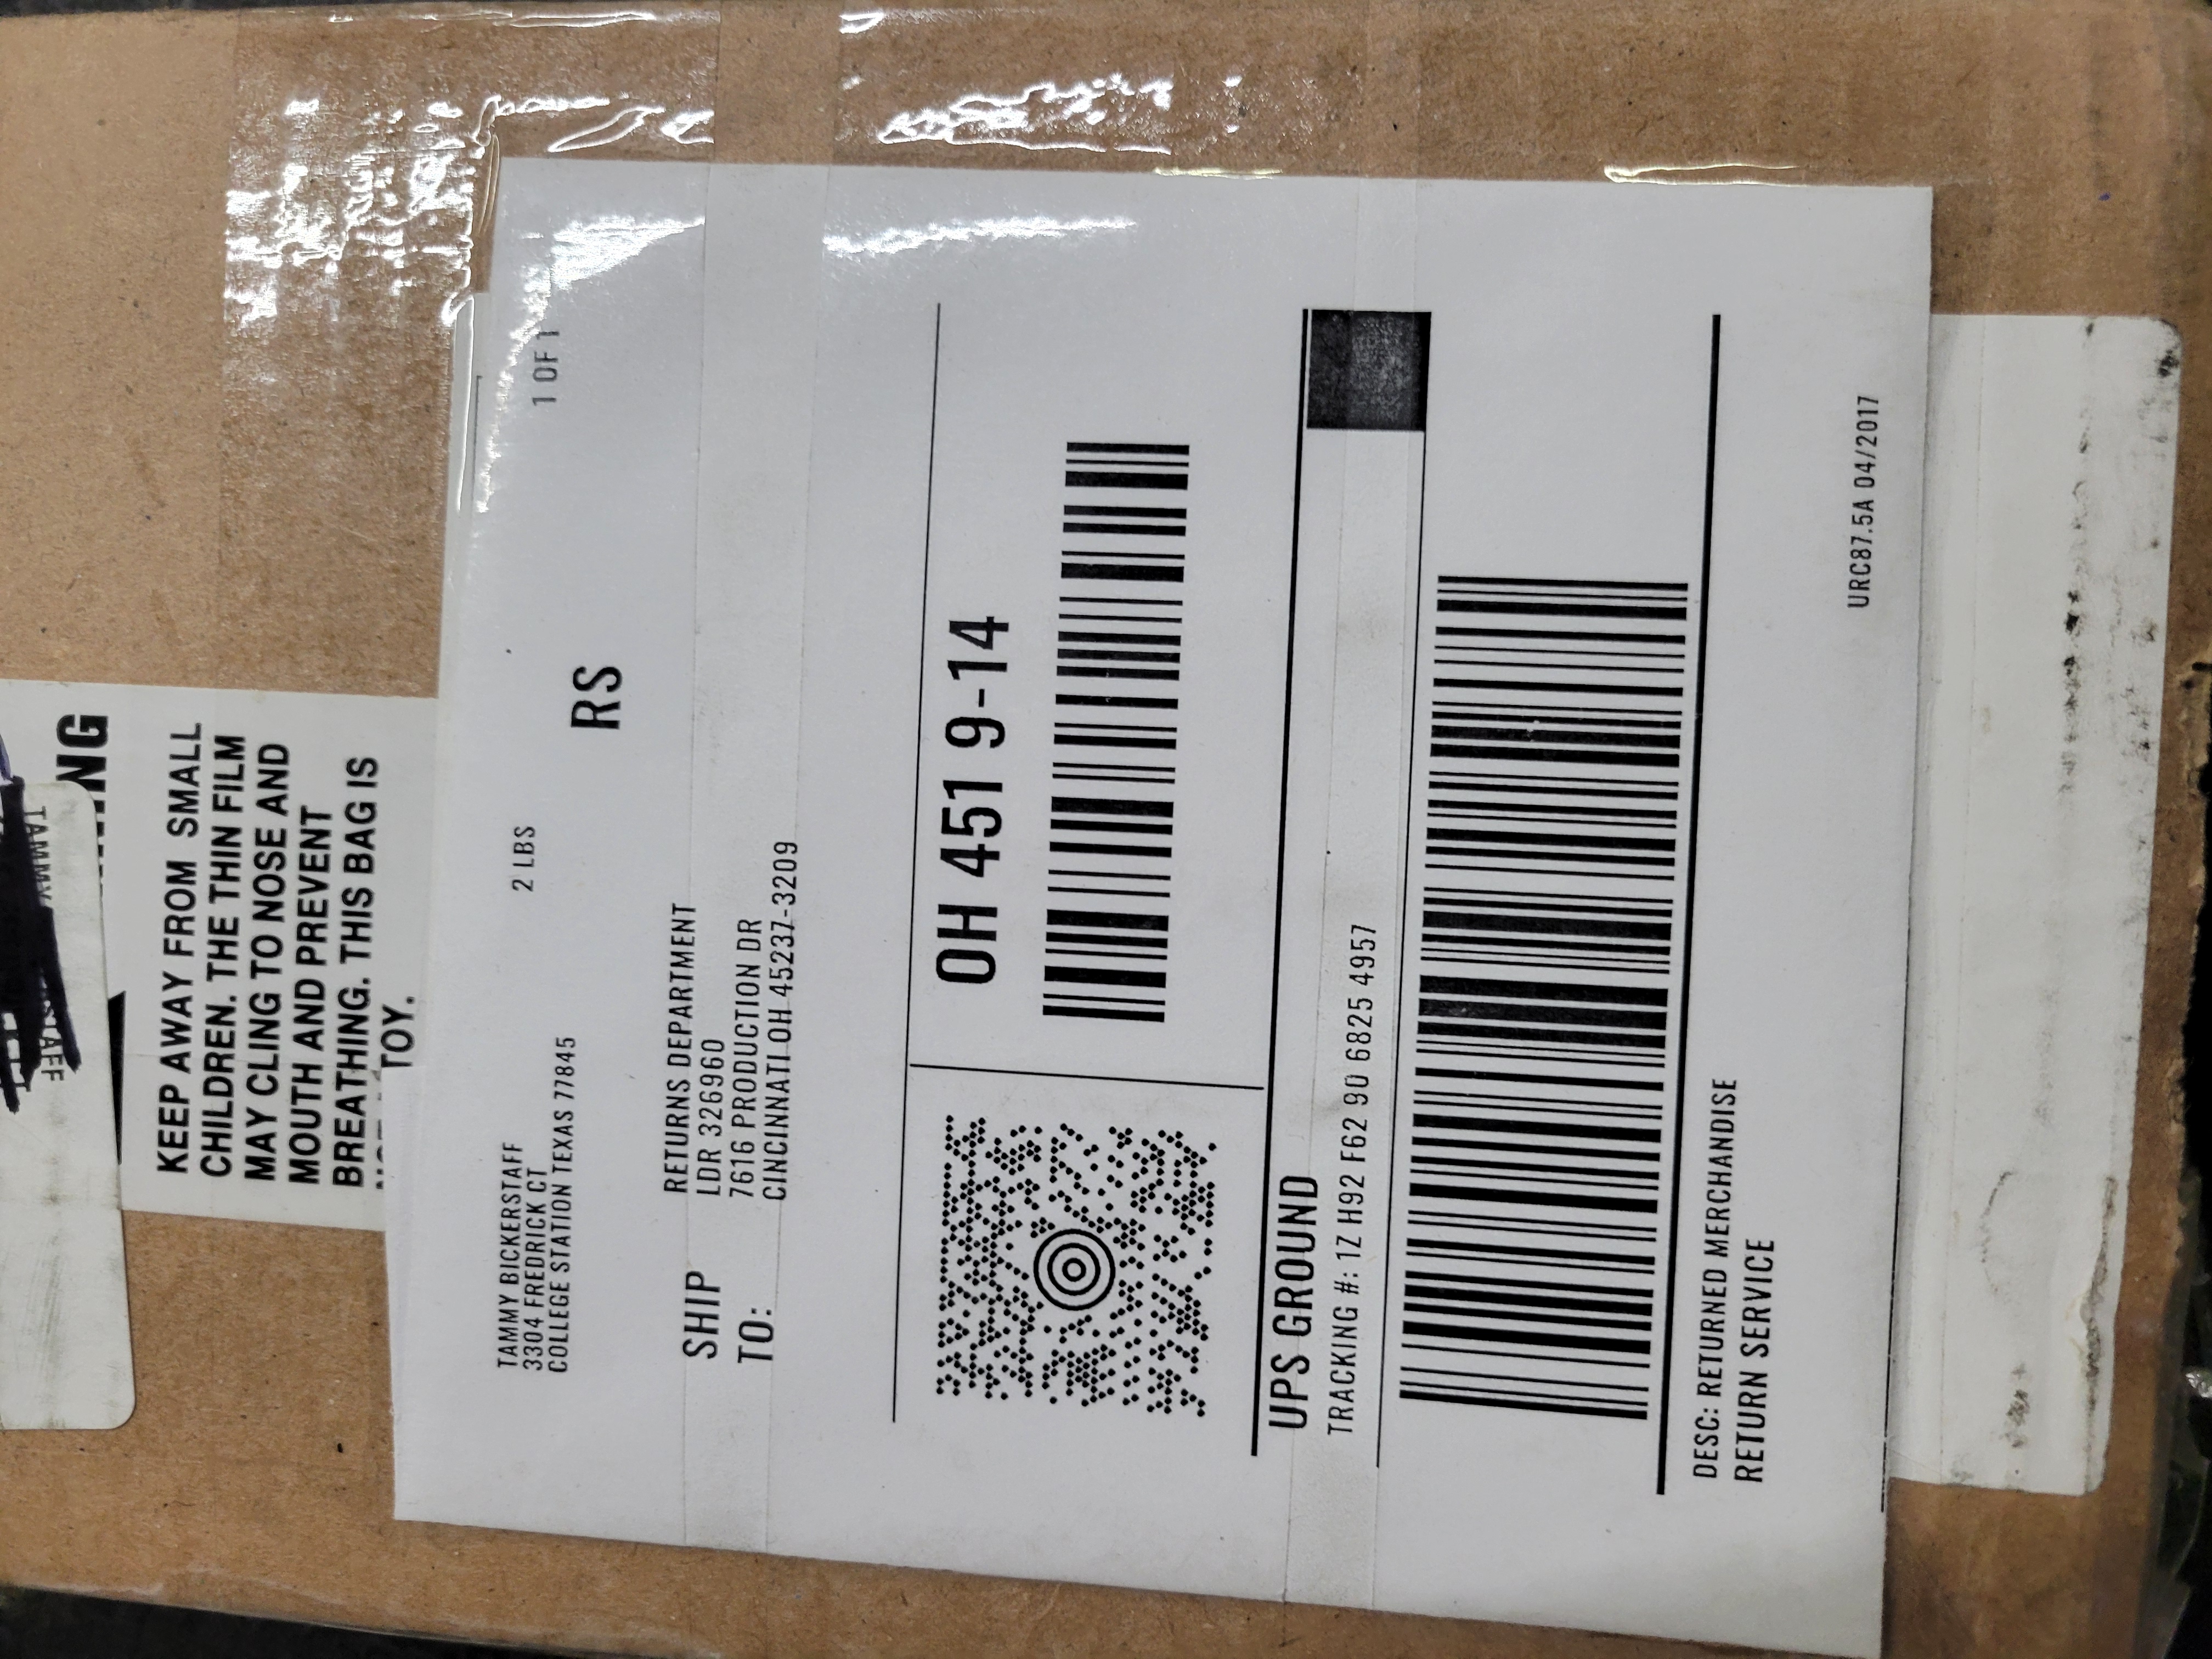 NING
KEEP AWAY FROM SMALL
CHILDREN. THE THIN FILM
MAY CLING TO NOSE AND
MOUTH AND PREVENT
BREATHING. THIS BAG IS
TOY.
TAMMY
TAMMY BICKERSTAFF
3304 FREDRICK CT
COLLEGE STATION TEXAS 77845
2 LBS
1 OF 1
RS
SHIP
TO:
RETURNS DEPARTMENT
LDR 326960
7616 PRODUCTION DR
CINCINNATI OH 45237-3209
OH 451 9-14
UPS GROUND
TRACKING #: 1Z H92 F62 90 6825 4957
DESC: RETURNED MERCHANDISE
RETURN SERVICE
URC87.5A 04/2017